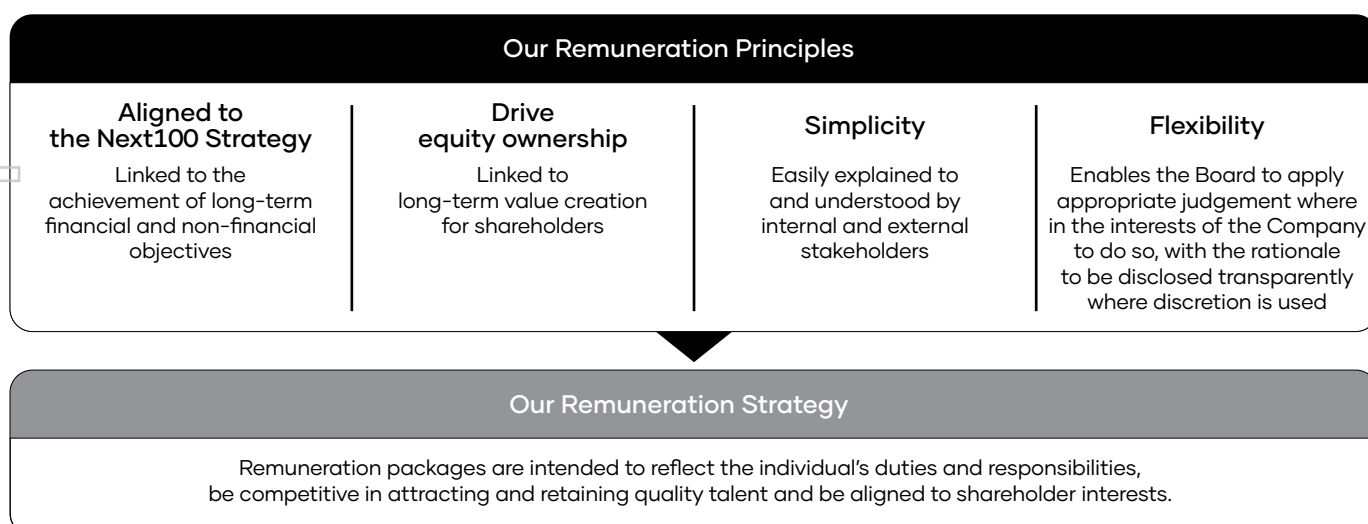 Our Remuneration Principles
Aligned to
the Next100 Strategy
Linked to the
achievement of long-term
financial and non-financial
objectives
Drive
equity ownership
Linked to
long-term value creation
for shareholders
Simplicity
Easily explained to
and understood by
internal and external
stakeholders
Flexibility
Enables the Board to apply
appropriate judgement where
in the interests of the Company
to do so, with the rationale
to be disclosed transparently
where discretion is used
Our Remuneration Strategy
Remuneration packages are intended to reflect the individual’s duties and responsibilities,
be competitive in attracting and retaining quality talent and be aligned to shareholder interests.